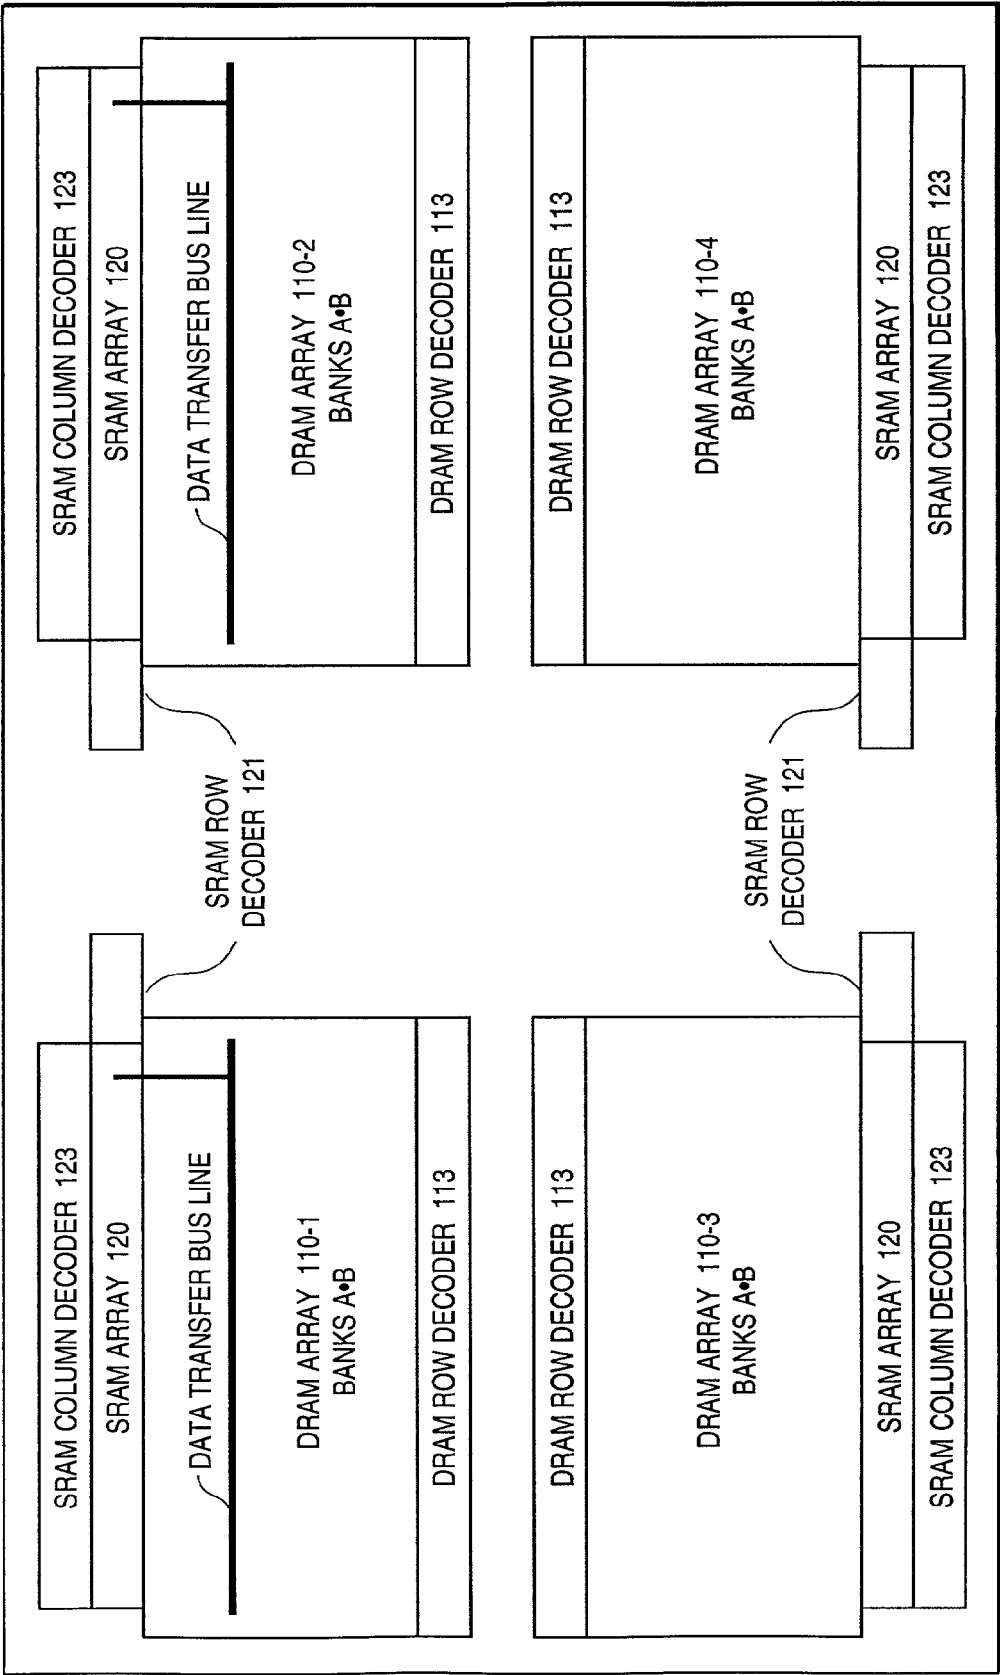 SRAM COLUMN DECODER 123
SRAM ARRAY 120
DATA TRANSFER BUS LINE
DRAM ARRAY 110-1
BANKS A•B
DRAM ROW DECODER 113
SRAM ROW
DECODER 121
SRAM COLUMN DECODER 123
SRAM ARRAY 120
DATA TRANSFER BUS LINE
DRAM ARRAY 110-2
BANKS A•B
DRAM ROW DECODER 113
DRAM ROW DECODER 113
DRAM ARRAY 110-3
BANKS A•B
SRAM ARRAY 120
SRAM COLUMN DECODER 123
SRAM ROW
DECODER 121
DRAM ROW DECODER 113
DRAM ARRAY 110-4
BANKS A•B
SRAM ARRAY 120
SRAM COLUMN DECODER 123